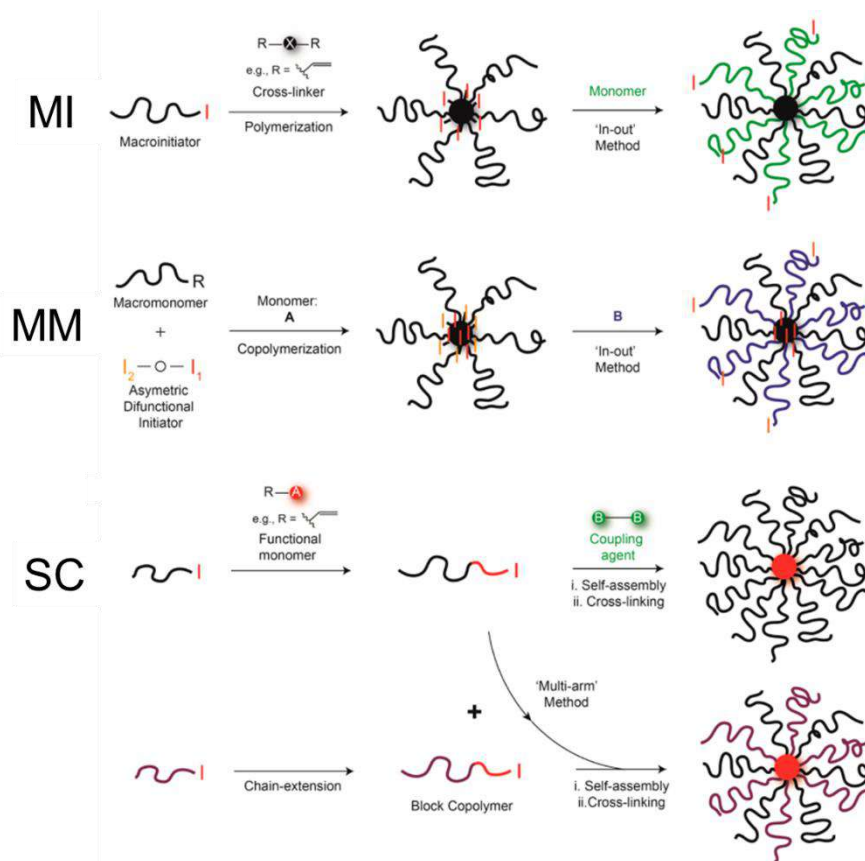 MI
R—X—R
e.g., R =
Cross-linker
Polymerization
I
Macroinitiator
I I I I I I
Monomer
'In-out'
Method
I
I
I
I
MM
R
Macromonomer
+
I₂ — O — I₁
Asymetric
Difunctional
Initiator
Monomer:
A
Copolymerization
B
'In-out'
Method
I
I
I
I
SC
R—A
e.g., R =
Functional
monomer
I
I
B—B
Coupling
agent
i. Self-assembly
ii. Cross-linking
'Multi-arm'
Method
+
I
Chain-extension
I
Block Copolymer
i. Self-assembly
ii.Cross-linking